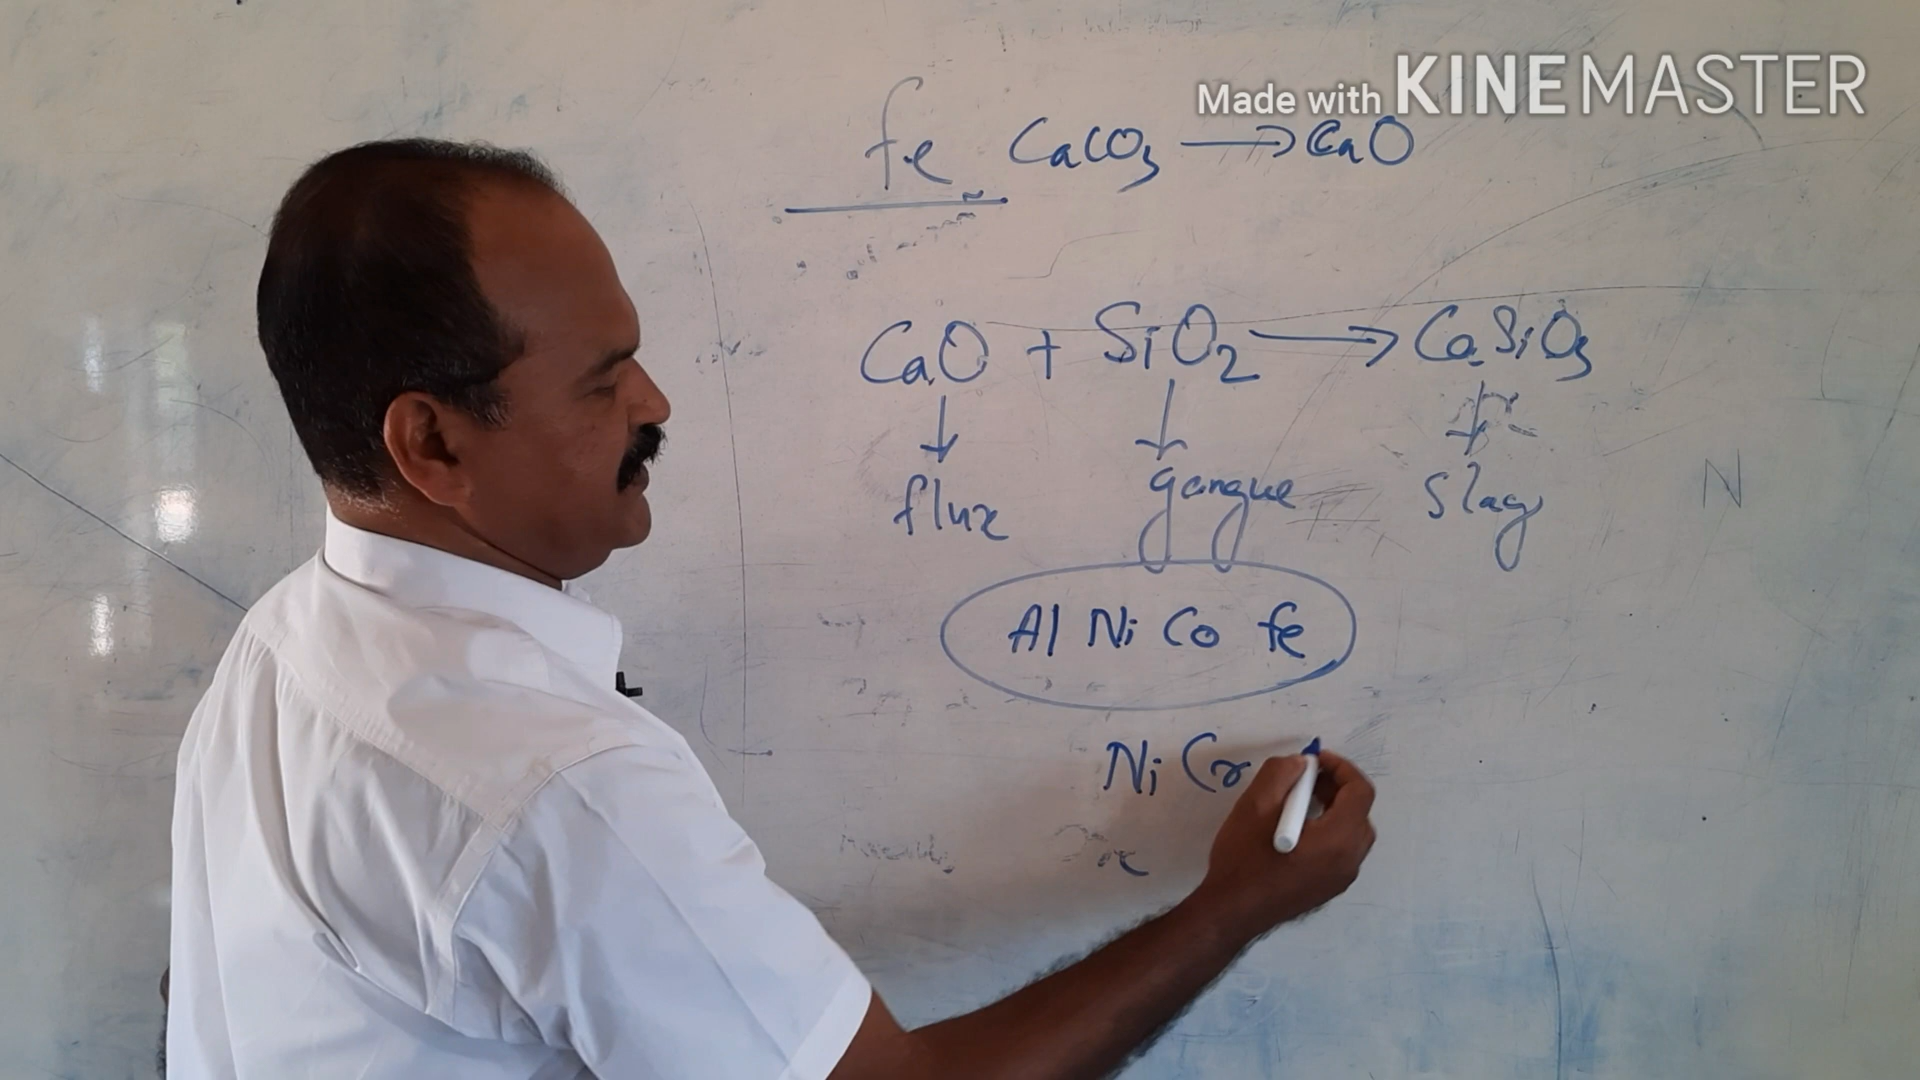 Made with KINEMASTER
Fe CaCO3 → CaO
CaO + SiO2 → CaSiO3
↓ ↓ ↓
flux gangue Slag
N
Al Ni Co Fe
Ni Cr